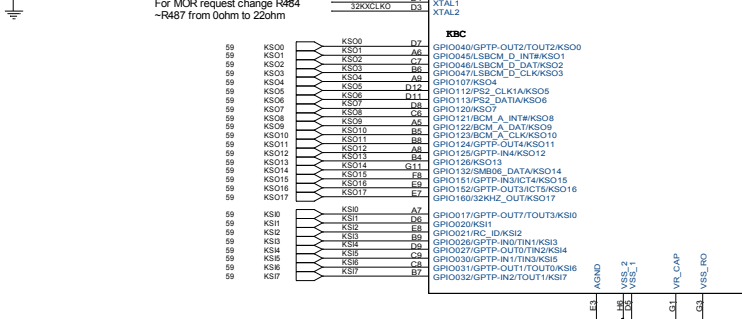 For MOR request change R484
~R487 from 0ohm to 22ohm
XTAL1
32KXCLKO D3 XTAL2
KBC
59 KSO0 KSO0 D7 GPIO040/GPTP-OUT2/TOUT2/KSO0
59 KSO1 KSO1 A6 GPIO045/LSBCM_D_INT#/KSO1
59 KSO2 KSO2 C7 GPIO046/LSBCM_D_DAT/KSO2
59 KSO3 KSO3 B6 GPIO047/LSBCM_D_CLK/KSO3
59 KSO4 KSO4 A9 GPIO107/KSO4
59 KSO5 KSO5 D12 GPIO112/PS2_CLK1A/KSO5
59 KSO6 KSO6 D11 GPIO113/PS2_DATIA/KSO6
59 KSO7 KSO7 D8 GPIO120/KSO7
59 KSO8 KSO8 C6 GPIO121/BCM_A_INT#/KSO8
59 KSO9 KSO9 A5 GPIO122/BCM_A_DAT/KSO9
59 KSO10 KSO10 B5 GPIO123/BCM_A_CLK/KSO10
59 KSO11 KSO11 B8 GPIO124/GPTP-OUT4/KSO11
59 KSO12 KSO12 A8 GPIO125/GPTP-IN4/KSO12
59 KSO13 KSO13 B4 GPIO126/KSO13
59 KSO14 KSO14 G11 GPIO132/SMB06_DATA/KSO14
59 KSO15 KSO15 F8 GPIO151/GPTP-IN3/ICT4/KSO15
59 KSO16 KSO16 E9 GPIO152/GPTP-OUT3/ICT5/KSO16
59 KSO17 KSO17 E7 GPIO160/32KHZ_OUT/KSO17
59 KSI0 KSI0 A7 GPIO017/GPTP-OUT7/TOUT3/KSI0
59 KSI1 KSI1 D6 GPIO020/KSI1
59 KSI2 KSI2 E8 GPIO021/RC_ID/KSI2
59 KSI3 KSI3 B9 GPIO026/GPTP-IN0/TIN1/KSI3
59 KSI4 KSI4 D9 GPIO027/GPTP-OUT0/TIN2/KSI4
59 KSI5 KSI5 C9 GPIO030/GPTP-IN1/TIN3/KSI5
59 KSI6 KSI6 C8 GPIO031/GPTP-OUT1/TOUT0/KSI6
59 KSI7 KSI7 B7 GPIO032/GPTP-IN2/TOUT1/KSI7
AGND
VSS_2
VSS_1
VR_CAP
VSS_RO
E3
H6
D5
G1
G3